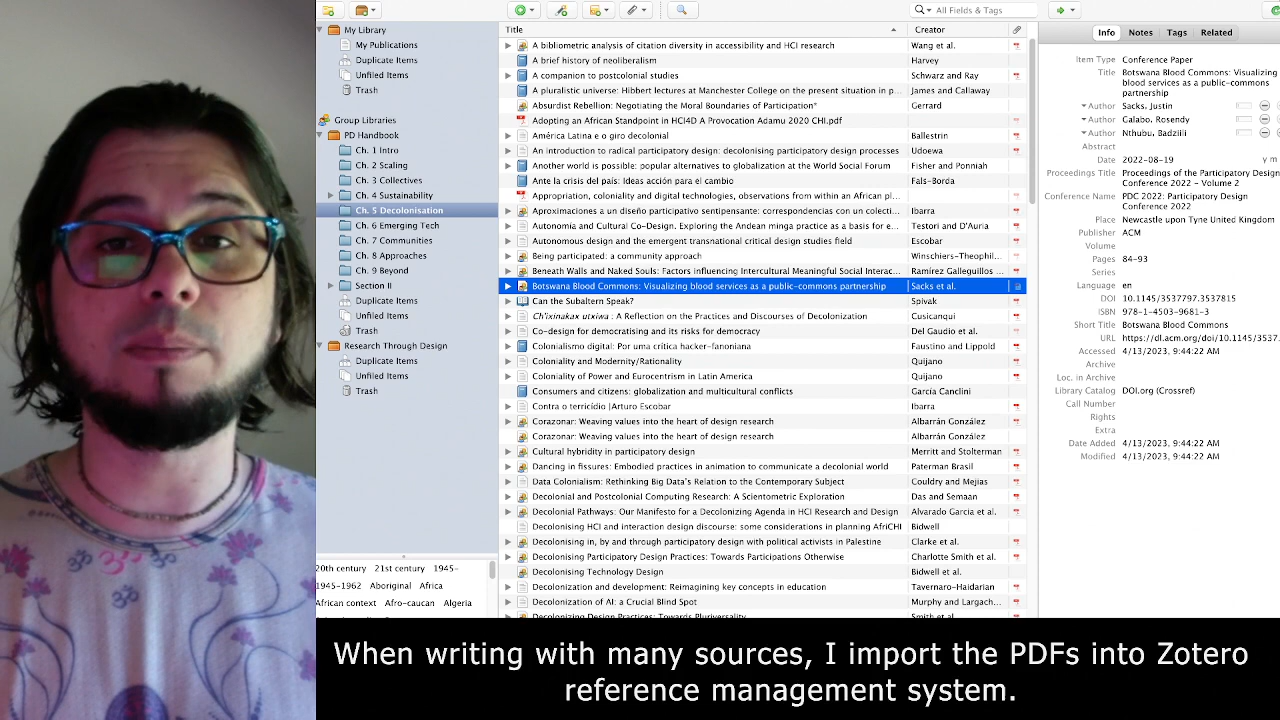 All Fields & Tags
My Library
My Publications
Duplicate Items
Unfiled Items
Trash
Group Libraries
PD Handbook
Ch. 1 Intro
Ch. 2 Scaling
Ch. 3 Collectives
Ch. 4 Sustainability
Ch. 5 Decolonisation
Ch. 6 Emerging Tech
Ch. 7 Communities
Ch. 8 Approaches
Ch. 9 Beyond
Section II
Duplicate Items
Unfiled Items
Trash
Research Through Design
Duplicate Items
Unfiled Items
Trash
20th century 21st century 1945-
1945-1962 Aboriginal Africa
African context Afro-caucan Algeria
Title Creator
A bibliometric analysis of citation diversity in accessibility and HCI research Wang et al.
A brief history of neoliberalism Harvey
A companion to postcolonial studies Schwarz and Ray
A pluralistic universe: Hibbert lectures at Manchester College on the present situation in p... James and Callaway
Absurdist Rebellion: Negotiating the Moral Boundaries of Participation* Gerrard
Adopting an African Standpoint in HCI4D A Provocation Adamu 2020 CHI.pdf
América Latina e o giro decolonial Ballestrin
An introduction to radical participatory design: decolonising participatory design processes Udoewa
Another world is possible: popular alternatives to globalization at the World Social Forum Fisher and Ponniah
Ante la crisis del país: Ideas acción para el cambio Fals-Borda
Appropriation, coloniality and digital technologies, observations from within an African pl...
Aproximaciones a un diseño participativo sentipensante: correspondencias con un colecti... Ibarra
Autonomía and Cultural Co-Design. Exploring the Andean minga practice as a basis for e... Testori and D'Auria
Autonomous design and the emergent transnational critical design studies field Escobar
Being participated: a community approach Winschiers-Theophil...
Beneath Walls and Naked Souls: Factors influencing Intercultural Meaningful Social Interac... Ramírez Galleguillos ...
Botswana Blood Commons: Visualizing blood services as a public-commons partnership Sacks et al.
Can the Subaltern Speak? Spivak
Ch'ixinakax utxiwa : A Reflection on the Practices and Discourses of Decolonization Cusicanqui
Co-design for democratising and its risks for democracy Del Gaudio et al.
Colonialismo digital: Por uma crítica hacker-fanoniana Faustino and Lippold
Coloniality and Modernity/Rationality Quijano
Coloniality of Power and Eurocentrism in Latin America Quijano
Consumers and citizens: globalization and multicultural conflicts García Canclini
Contra o terricídio |Arturo Escobar Ibarra
Corazonar: Weaving values into the heart of design research Albarrán González
Corazonar: Weaving values into the heart of design research Albarrán González
Cultural hybridity in participatory design Merritt and Stolterman
Dancing in fissures: Embodied practices in animation to communicate a decolonial world Paterman Brasil
Data Colonialism: Rethinking Big Data's Relation to the Contemporary Subject Couldry and Mejias
Decolonial and Postcolonial Computing Research: A Scientometric Exploration Das and Semaan
Decolonial Pathways: Our Manifesto for a Decolonizing Agenda in HCI Research and Design Alvarado Garcia et al.
Decolonising HCI and interaction design discourse: some considerations in planning AfriCHI Bidwell
Decolonising in, by and through participatory design with political activists in Palestine Clarke et al.
Decolonising Participatory Design Practices: Towards Participations Otherwise Charlotte Smith et al.
Decolonising Technology Design Bidwell et al.
Decolonization and development: Reimagining key concepts in education Tavernaro-Haidarian
Decolonization of AI: a Crucial Blind Spot Murphy and Largach...
Decolonizing Design Practices: Towards Pluriversality Smith et al.
Info Notes Tags Related
Item Type Conference Paper
Title Botswana Blood Commons: Visualizing
blood services as a public-commons
partnership
Author Sacks, Justin
Author Galabo, Rosendy
Author Nthubu, Badziili
Abstract
Date 2022-08-19 y m
Proceedings Title Proceedings of the Participatory Design
Conference 2022 - Volume 2
Conference Name PDC 2022: Participatory Design
Conference 2022
Place Newcastle upon Tyne United Kingdom
Publisher ACM
Volume
Pages 84-93
Series
Language en
DOI 10.1145/3537797.3537815
ISBN 978-1-4503-9681-3
Short Title Botswana Blood Commons
URL https://dl.acm.org/doi/10.1145/3537.
Accessed 4/13/2023, 9:44:22 AM
Archive
Loc. in Archive
Library Catalog DOI.org (Crossref)
Call Number
Rights
Extra
Date Added 4/13/2023, 9:44:22 AM
Modified 4/13/2023, 9:44:22 AM
When writing with many sources, I import the PDFs into Zotero
reference management system.